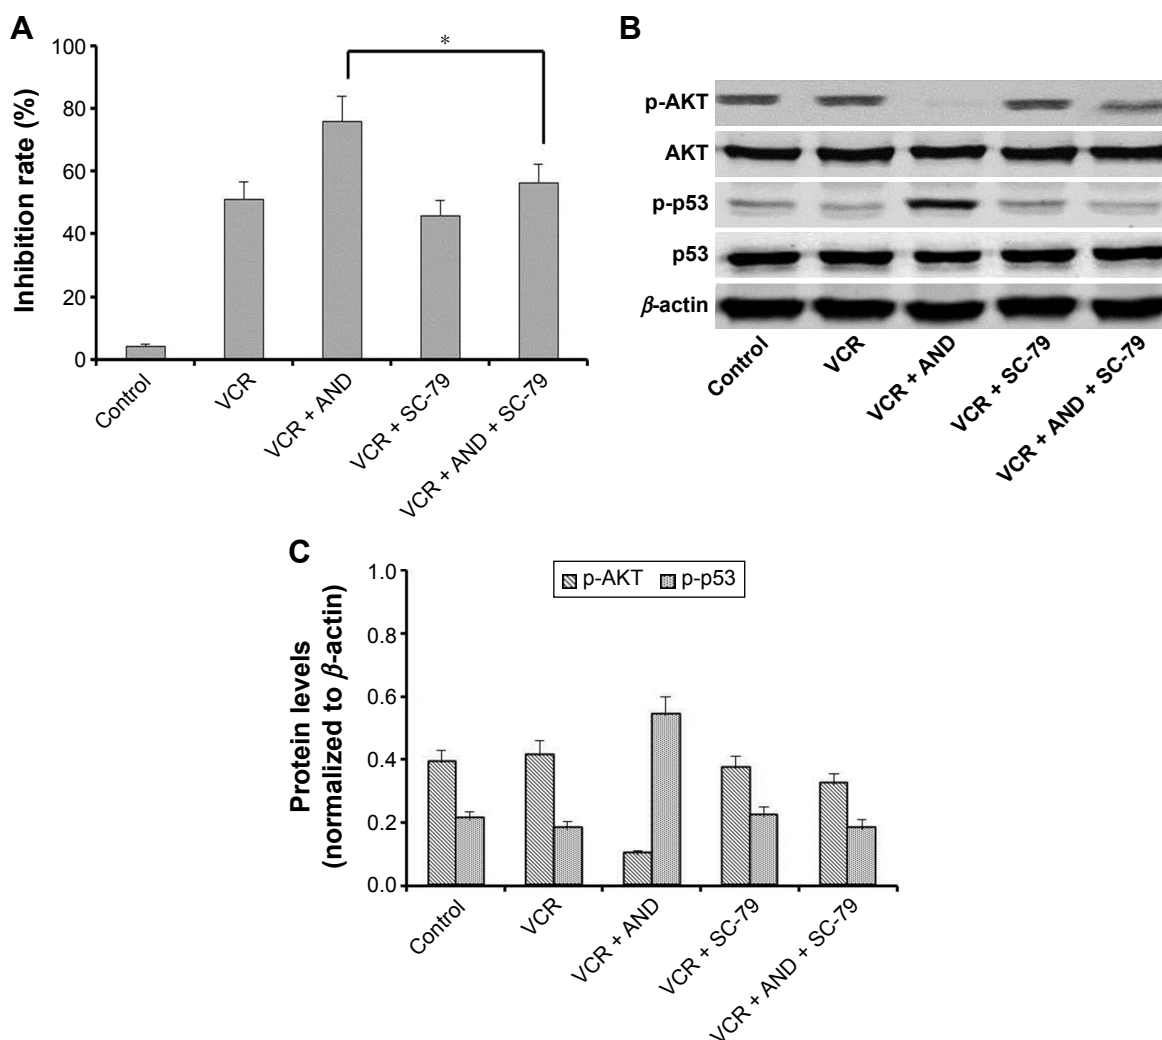 A
Inhibition rate (%)
100
80
60
40
20
0
*
Control
VCR
VCR + AND
VCR + SC-79
VCR + AND + SC-79
B
p-AKT
AKT
p-p53
p53
β-actin
Control
VCR
VCR + AND
VCR + SC-79
VCR + AND + SC-79
C
Protein levels
(normalized to β-actin)
1.0
0.8
0.6
0.4
0.2
0.0
p-AKT p-p53
Control
VCR
VCR + AND
VCR + SC-79
VCR + AND + SC-79